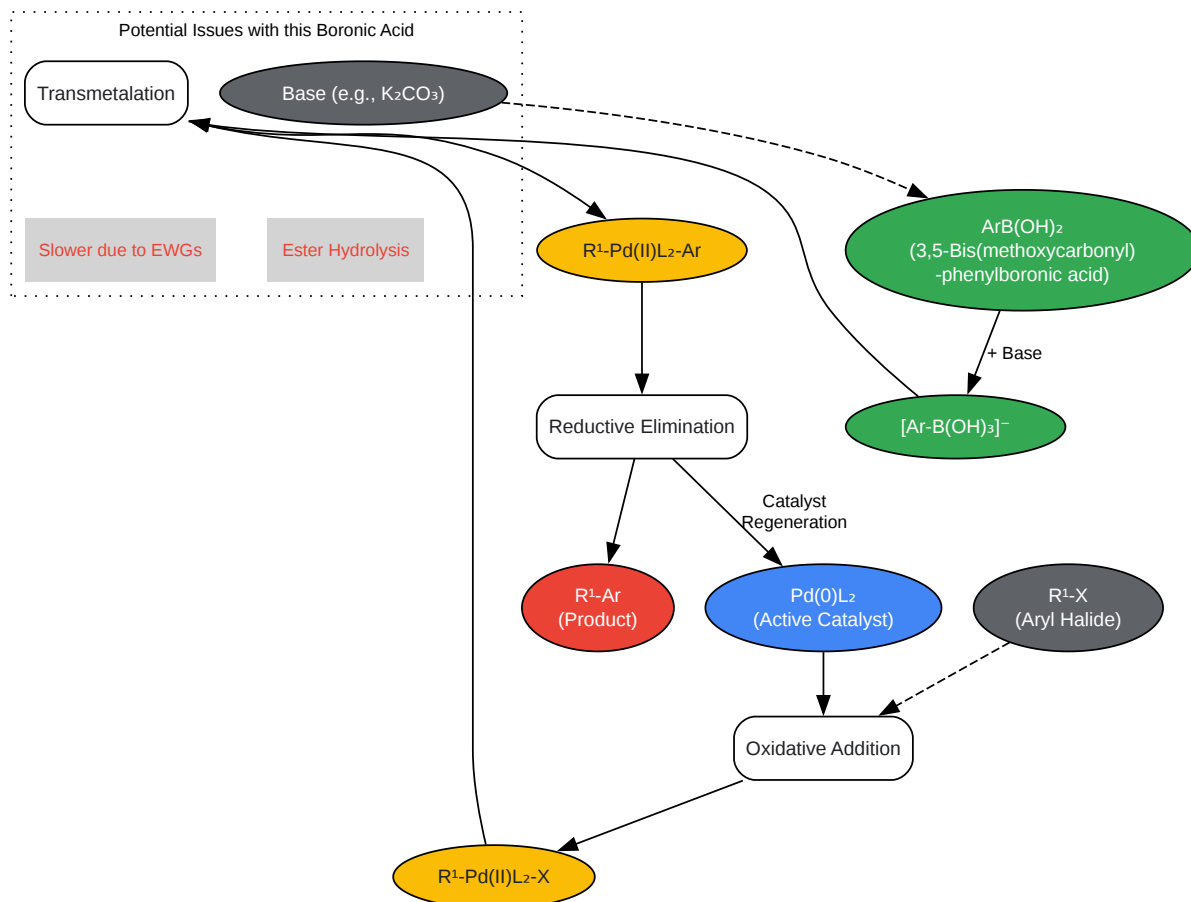 Potential Issues with this Boronic Acid
Transmetalation
Base (e.g., K₂CO₃)
Slower due to EWGs
Ester Hydrolysis
R¹-Pd(II)L₂-Ar
ArB(OH)₂
(3,5-Bis(methoxycarbonyl)
-phenylboronic acid)
+ Base
Reductive Elimination
[Ar-B(OH)₃]⁻
Catalyst
Regeneration
R¹-Ar
(Product)
Pd(0)L₂
(Active Catalyst)
R¹-X
(Aryl Halide)
Oxidative Addition
R¹-Pd(II)L₂-X